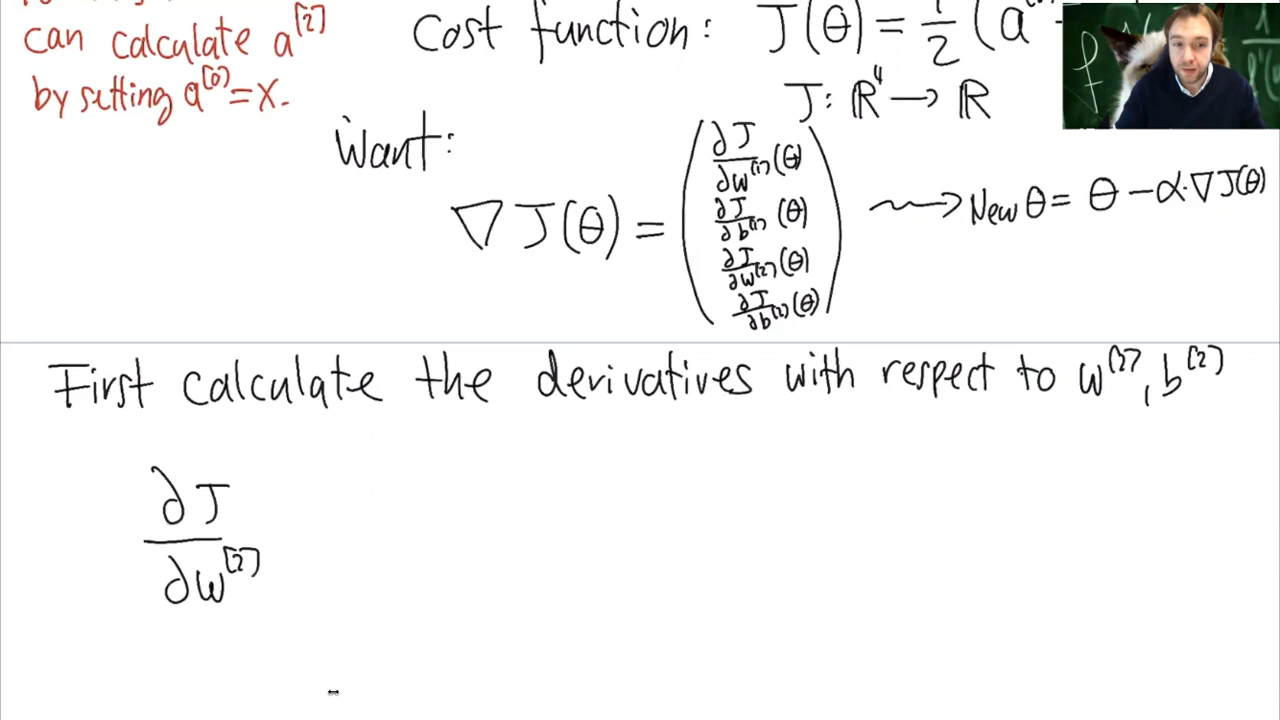 can calculate a^[2]
by setting a^[0] = x.
Cost function: J(θ) = 1/2 (a
J: ℝ^4 → ℝ
Want:
∇J(θ) = ( ∂J/∂w^[1] (θ)
∂J/∂b^[1] (θ)
∂J/∂w^[2] (θ)
∂J/∂b^[2] (θ) ) ⇝ New θ = θ − α·∇J(θ)
First calculate the derivatives with respect to w^[2], b^[2]
∂J
∂w^[2]